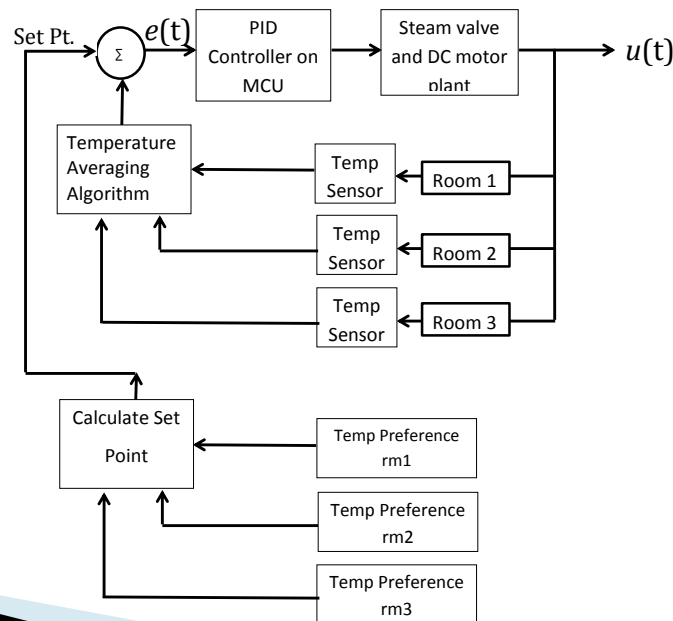 Set Pt.
Σ
e(t)
PID
Controller on
MCU
Steam valve
and DC motor
plant
u(t)
Temperature
Averaging
Algorithm
Temp
Sensor
Room 1
Temp
Sensor
Room 2
Temp
Sensor
Room 3
Calculate Set
Point
Temp Preference
rm1
Temp Preference
rm2
Temp Preference
rm3